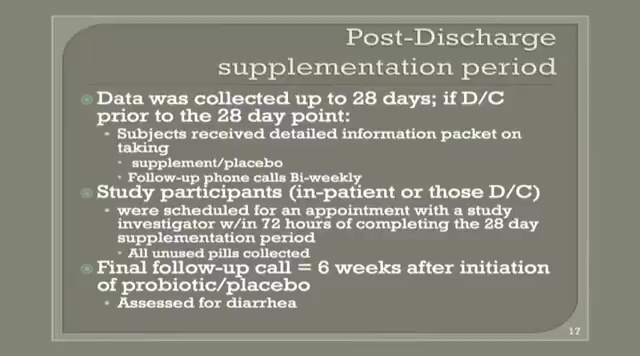 Post-Discharge
supplementation period
Data was collected up to 28 days; if D/C
prior to the 28 day point:
Subjects received detailed information packet on
taking
supplement/placebo
Follow-up phone calls Bi-weekly
Study participants (in-patient or those D/C)
were scheduled for an appointment with a study
investigator w/in 72 hours of completing the 28 day
supplementation period
All unused pills collected
Final follow-up call = 6 weeks after initiation
of probiotic/placebo
Assessed for diarrhea
17